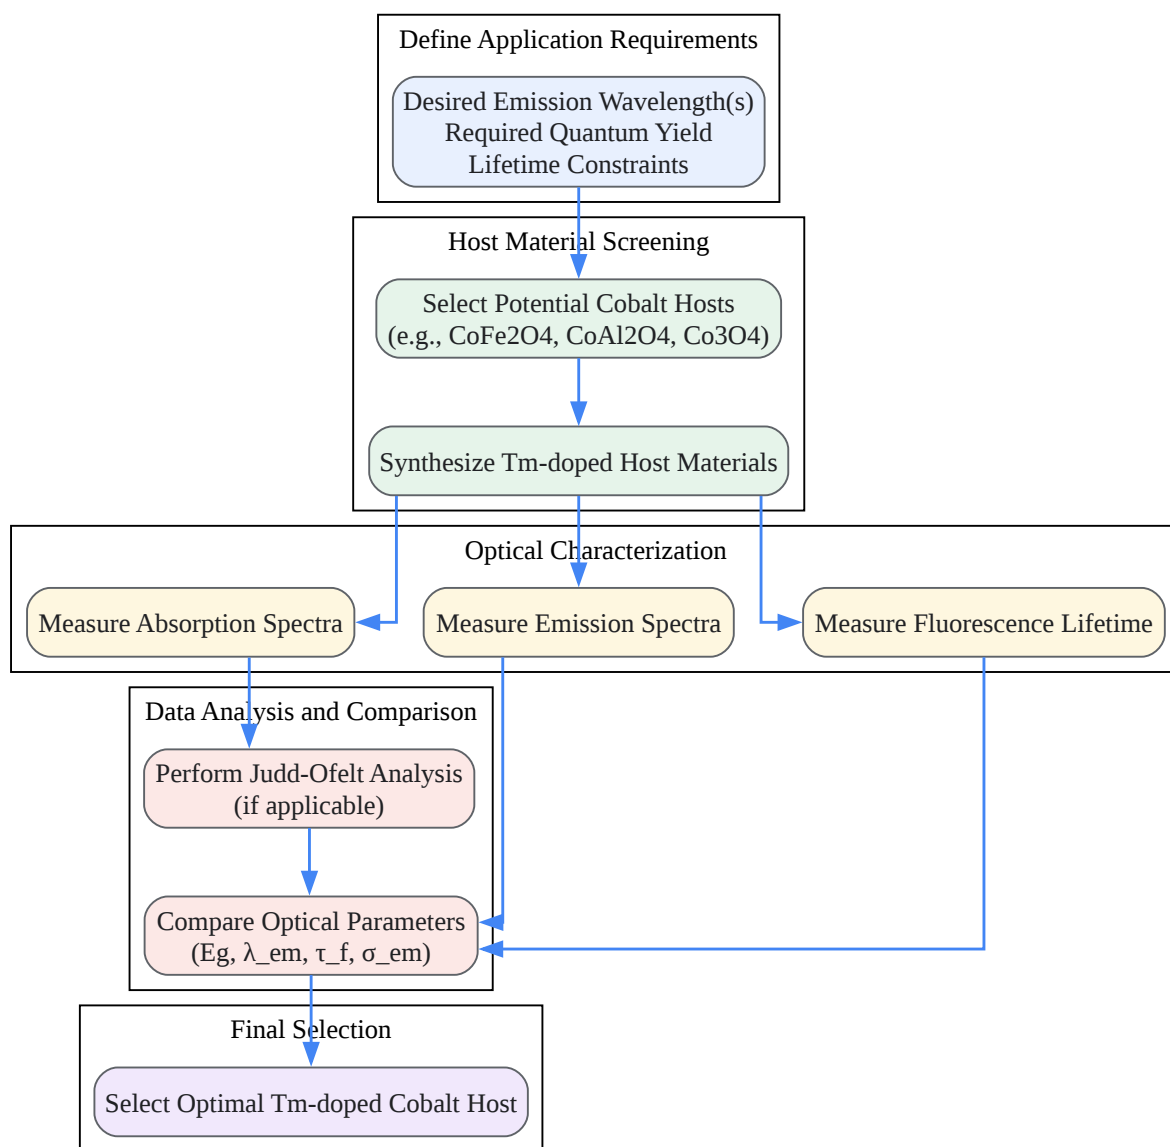 Define Application Requirements
Desired Emission Wavelength(s)
Required Quantum Yield
Lifetime Constraints
Host Material Screening
Select Potential Cobalt Hosts
(e.g., CoFe2O4, CoAl2O4, Co3O4)
Synthesize Tm-doped Host Materials
Optical Characterization
Measure Absorption Spectra
Measure Emission Spectra
Measure Fluorescence Lifetime
Data Analysis and Comparison
Perform Judd-Ofelt Analysis
(if applicable)
Compare Optical Parameters
(Eg, λ_em, τ_f, σ_em)
Final Selection
Select Optimal Tm-doped Cobalt Host